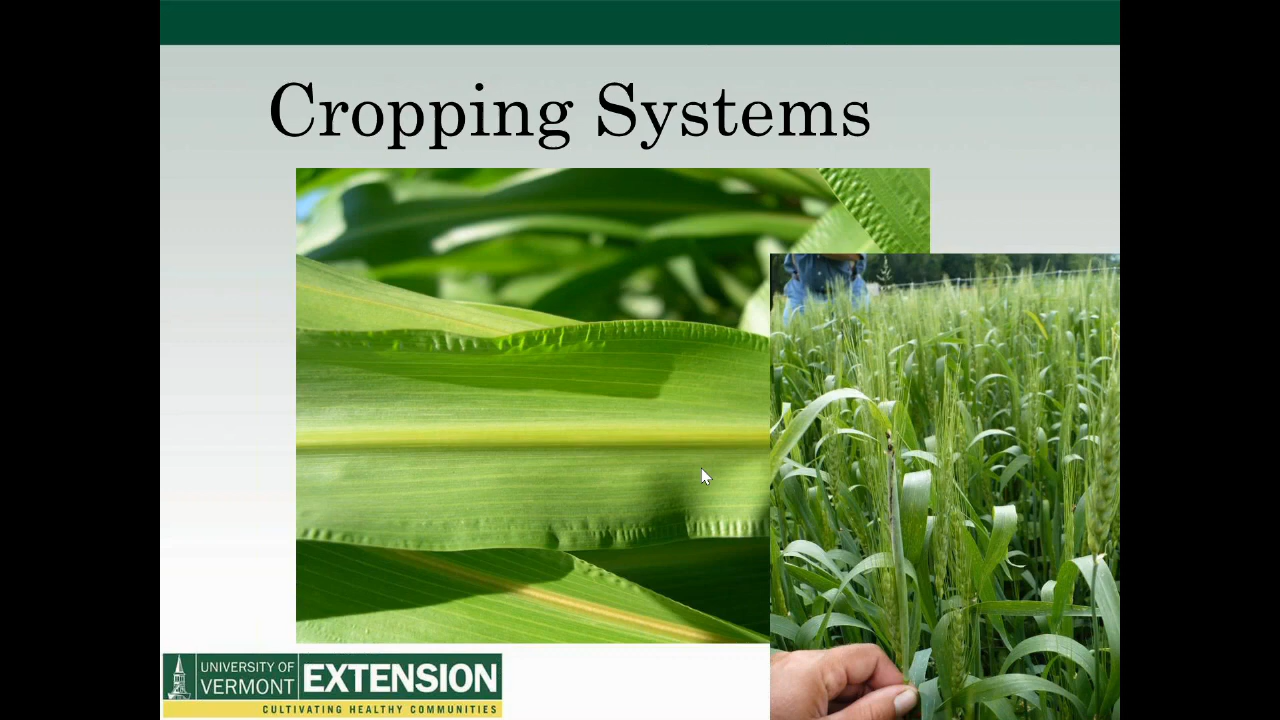 Cropping Systems
UNIVERSITY OF
VERMONT
EXTENSION
CULTIVATING HEALTHY COMMUNITIES